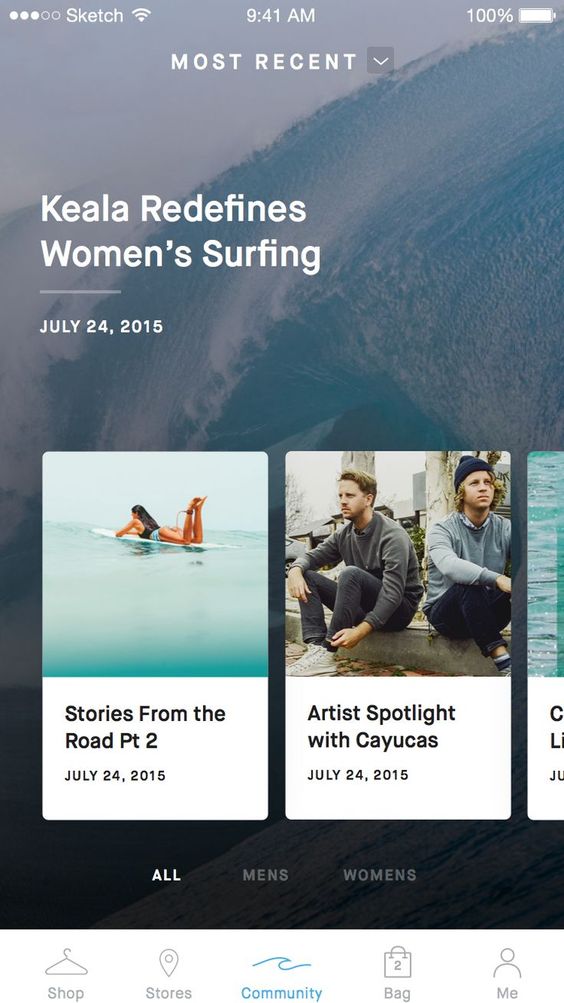 Sketch 9:41 AM 100%
MOST RECENT
Keala Redefines
Women's Surfing
JULY 24, 2015
Stories From the
Road Pt 2
JULY 24, 2015
Artist Spotlight
with Cayucas
JULY 24, 2015
C
Li
JU
ALL MENS WOMENS
2
Shop Stores Community Bag Me